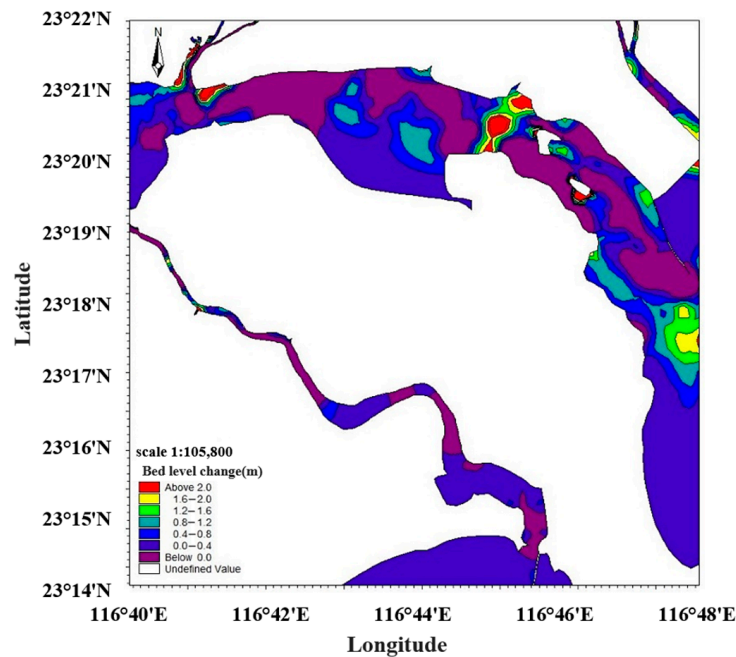 23°22'N
N
23°21'N
23°20'N
23°19'N
23°18'N
23°17'N
23°16'N
23°15'N
23°14'N
Latitude
scale 1:105,800
Bed level change(m)
Above 2.0
1.6–2.0
1.2–1.6
0.8–1.2
0.4–0.8
0.0–0.4
Below 0.0
Undefined Value
116°40'E 116°42'E 116°44'E 116°46'E 116°48'E
Longitude